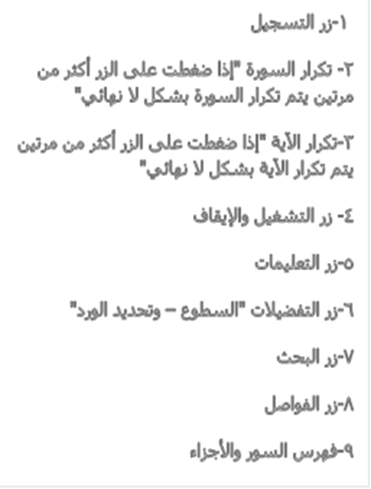 ١-زر التسجيل
٢- تكرار السورة "إذا ضغطت على الزر أكثر من
مرتين يتم تكرار السورة بشكل لا نهائي"
٣-تكرار الآية "إذا ضغطت على الزر أكثر من مرتين
يتم تكرار الآية بشكل لا نهائي"
٤- زر التشغيل والإيقاف
٥-زر التعليمات
٦-زر التفضيلات "السطوع – وتحديد الورد"
٧-زر البحث
٨-زر الفواصل
٩-فهرس السور والأجزاء